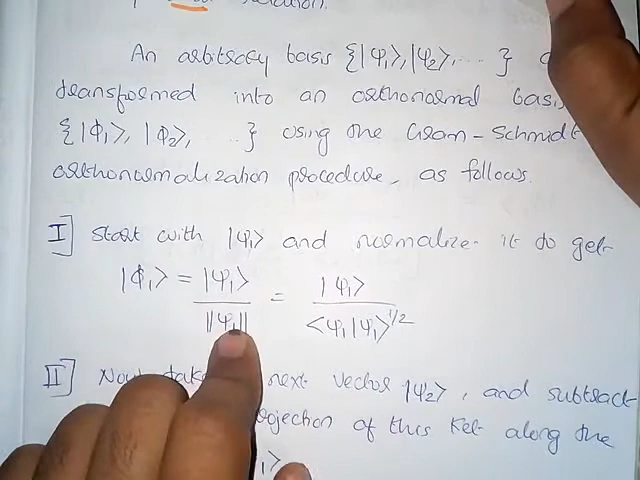 An arbitrary basis {|ψ₁⟩, |ψ₂⟩, ... }
transformed into an orthonormal basis
{|ϕ₁⟩, |ϕ₂⟩, ... } using the Gram-Schmidt
orthonormalization procedure, as follows.
I] Start with |ψ₁⟩ and normalize it to get
|ϕ₁⟩ = |ψ₁⟩ / ||ψ₁|| = |ψ₁⟩ / <ψ₁|ψ₁⟩^1/2
II] Now take next vector |ψ₂⟩, and subtract
projection of this ket along the
₁⟩